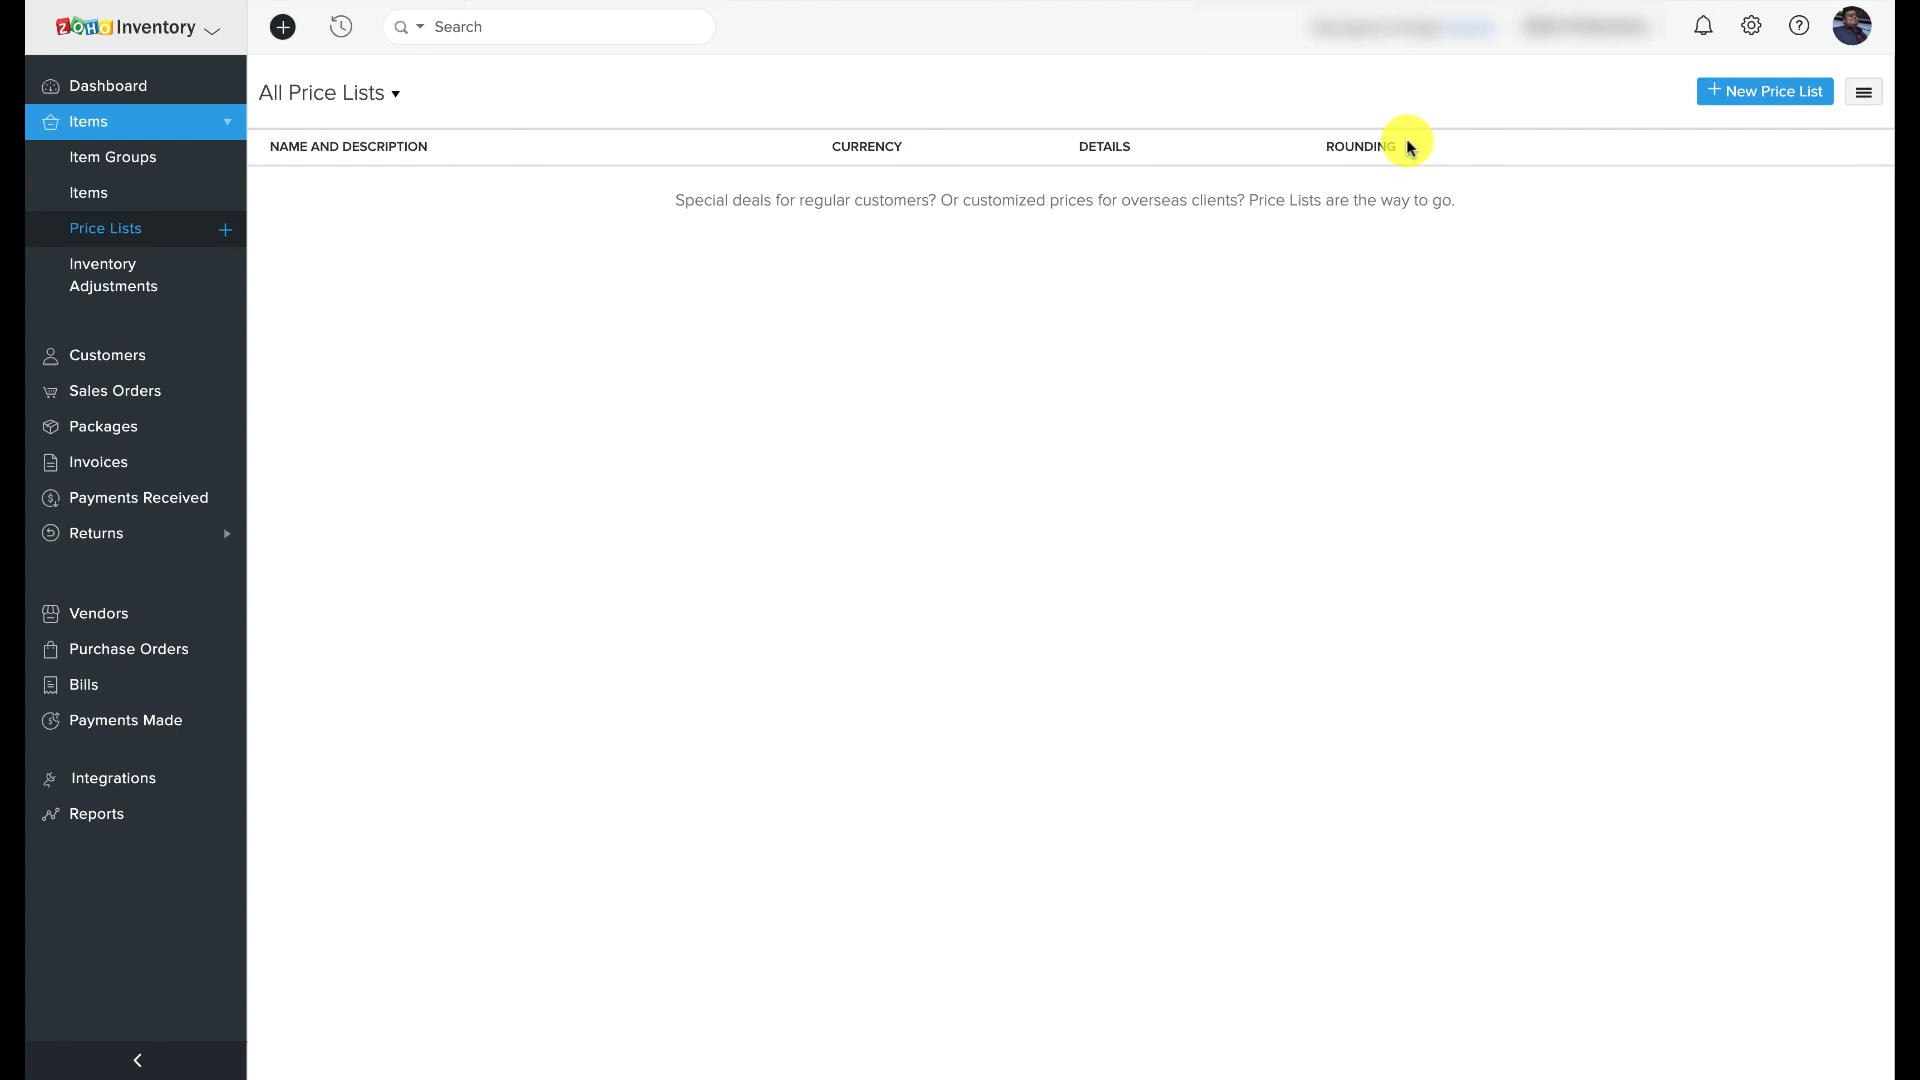 ZOHO Inventory
Search
Dashboard
Items
Item Groups
Items
Price Lists
Inventory
Adjustments
Customers
Sales Orders
Packages
Invoices
Payments Received
Returns
Vendors
Purchase Orders
Bills
Payments Made
Integrations
Reports
All Price Lists
+ New Price List
NAME AND DESCRIPTION CURRENCY DETAILS ROUNDING
Special deals for regular customers? Or customized prices for overseas clients? Price Lists are the way to go.